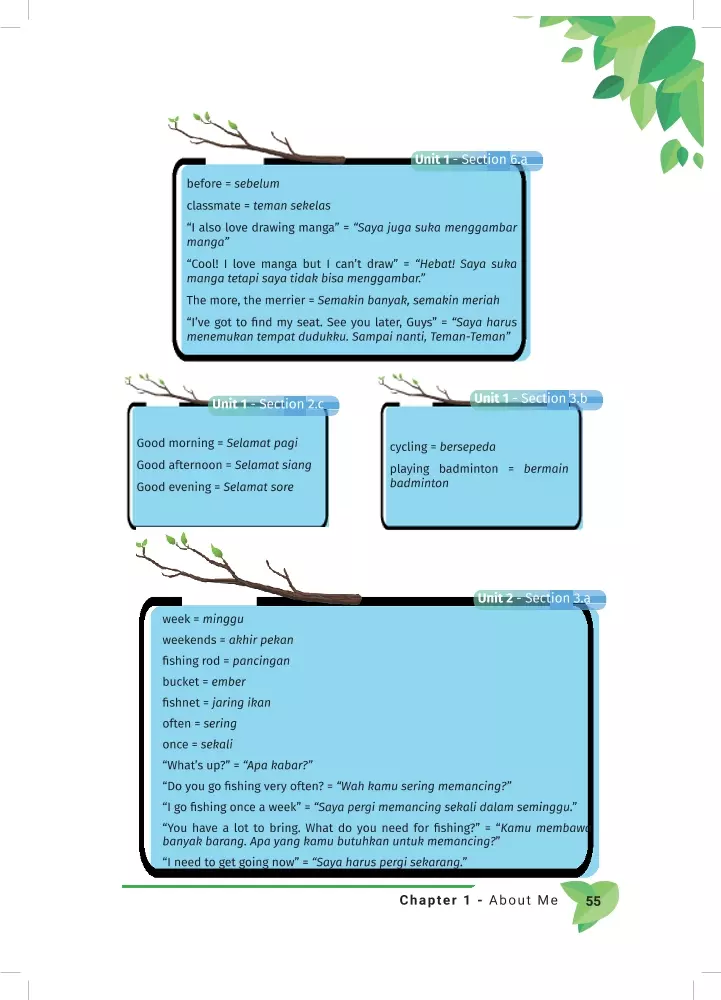 Unit 1 - Section 6.a
before = sebelum
classmate = teman sekelas
“I also love drawing manga” = “Saya juga suka menggambar
manga”
“Cool! I love manga but I can’t draw” = “Hebat! Saya suka
manga tetapi saya tidak bisa menggambar.”
The more, the merrier = Semakin banyak, semakin meriah
“I’ve got to find my seat. See you later, Guys” = “Saya harus
menemukan tempat dudukku. Sampai nanti, Teman-Teman”
Unit 1 - Section 2.c
Good morning = Selamat pagi
Good afternoon = Selamat siang
Good evening = Selamat sore
Unit 1 - Section 3.b
cycling = bersepeda
playing badminton = bermain
badminton
Unit 2 - Section 3.a
week = minggu
weekends = akhir pekan
fishing rod = pancingan
bucket = ember
fishnet = jaring ikan
often = sering
once = sekali
“What’s up?” = “Apa kabar?”
“Do you go fishing very often? = “Wah kamu sering memancing?”
“I go fishing once a week” = “Saya pergi memancing sekali dalam seminggu.”
“You have a lot to bring. What do you need for fishing?” = “Kamu membawa
banyak barang. Apa yang kamu butuhkan untuk memancing?”
“I need to get going now” = “Saya harus pergi sekarang.”
Chapter 1 - About Me 55